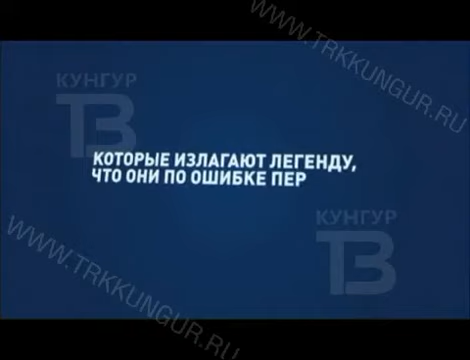 WWW.TRKKUNGUR.RU
КУНГУР
ТВ
КОТОРЫЕ ИЗЛАГАЮТ ЛЕГЕНДУ,
ЧТО ОНИ ПО ОШИБКЕ ПЕР
КУНГУР
ТВ
WWW.TRKKUNGUR.RU